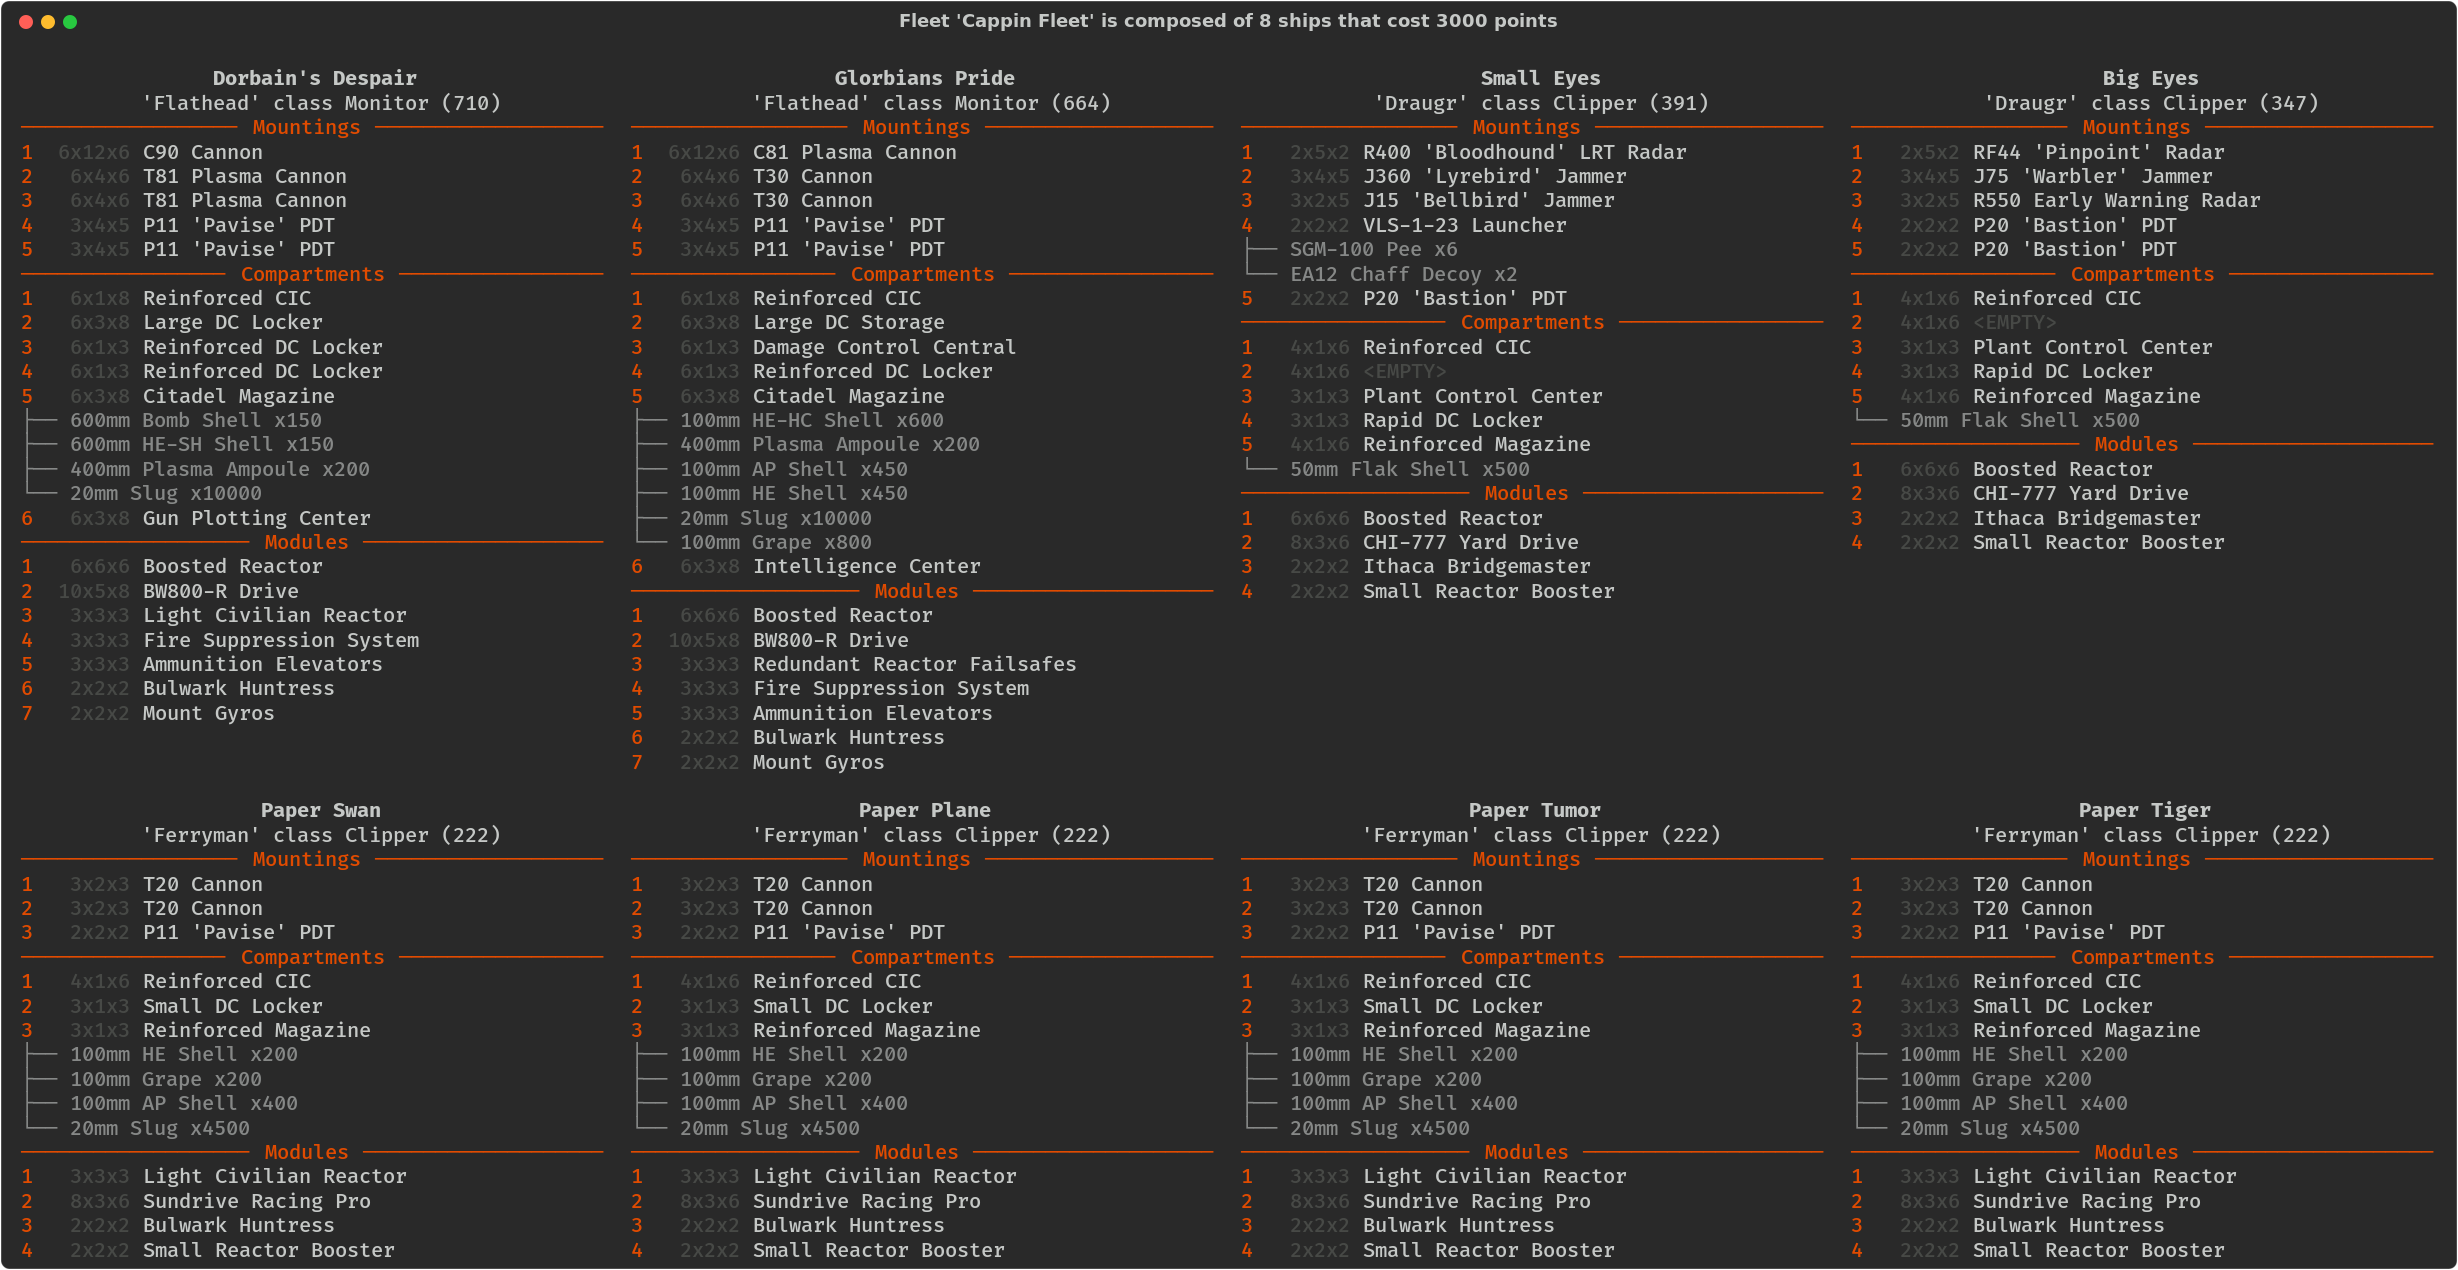 Fleet 'Cappin Fleet' is composed of 8 ships that cost 3000 points
Dorbain's Despair
'Flathead' class Monitor (710)
Mountings
1 6x12x6 C90 Cannon
2 6x4x6 T81 Plasma Cannon
3 6x4x6 T81 Plasma Cannon
4 3x4x5 P11 'Pavise' PDT
5 3x4x5 P11 'Pavise' PDT
Compartments
1 6x1x8 Reinforced CIC
2 6x3x8 Large DC Locker
3 6x1x3 Reinforced DC Locker
4 6x1x3 Reinforced DC Locker
5 6x3x8 Citadel Magazine
600mm Bomb Shell x150
600mm HE-SH Shell x150
400mm Plasma Ampoule x200
20mm Slug x10000
6 6x3x8 Gun Plotting Center
Modules
1 6x6x6 Boosted Reactor
2 10x5x8 BW800-R Drive
3 3x3x3 Light Civilian Reactor
4 3x3x3 Fire Suppression System
5 3x3x3 Ammunition Elevators
6 2x2x2 Bulwark Huntress
7 2x2x2 Mount Gyros
Glorbians Pride
'Flathead' class Monitor (664)
Mountings
1 6x12x6 C81 Plasma Cannon
2 6x4x6 T30 Cannon
3 6x4x6 T30 Cannon
4 3x4x5 P11 'Pavise' PDT
5 3x4x5 P11 'Pavise' PDT
Compartments
1 6x1x8 Reinforced CIC
2 6x3x8 Large DC Storage
3 6x1x3 Damage Control Central
4 6x1x3 Reinforced DC Locker
5 6x3x8 Citadel Magazine
100mm HE-HC Shell x600
400mm Plasma Ampoule x200
100mm AP Shell x450
100mm HE Shell x450
20mm Slug x10000
100mm Grape x800
6 6x3x8 Intelligence Center
Modules
1 6x6x6 Boosted Reactor
2 10x5x8 BW800-R Drive
3 3x3x3 Redundant Reactor Failsafes
4 3x3x3 Fire Suppression System
5 3x3x3 Ammunition Elevators
6 2x2x2 Bulwark Huntress
7 2x2x2 Mount Gyros
Small Eyes
'Draugr' class Clipper (391)
Mountings
1 2x5x2 R400 'Bloodhound' LRT Radar
2 3x4x5 J360 'Lyrebird' Jammer
3 3x2x5 J15 'Bellbird' Jammer
4 2x2x2 VLS-1-23 Launcher
SGM-100 Pee x6
EA12 Chaff Decoy x2
5 2x2x2 P20 'Bastion' PDT
Compartments
1 4x1x6 Reinforced CIC
2 4x1x6 <EMPTY>
3 3x1x3 Plant Control Center
4 3x1x3 Rapid DC Locker
5 4x1x6 Reinforced Magazine
50mm Flak Shell x500
Modules
1 6x6x6 Boosted Reactor
2 8x3x6 CHI-777 Yard Drive
3 2x2x2 Ithaca Bridgemaster
4 2x2x2 Small Reactor Booster
Big Eyes
'Draugr' class Clipper (347)
Mountings
1 2x5x2 RF44 'Pinpoint' Radar
2 3x4x5 J75 'Warbler' Jammer
3 3x2x5 R550 Early Warning Radar
4 2x2x2 P20 'Bastion' PDT
5 2x2x2 P20 'Bastion' PDT
Compartments
1 4x1x6 Reinforced CIC
2 4x1x6 <EMPTY>
3 3x1x3 Plant Control Center
4 3x1x3 Rapid DC Locker
5 4x1x6 Reinforced Magazine
50mm Flak Shell x500
Modules
1 6x6x6 Boosted Reactor
2 8x3x6 CHI-777 Yard Drive
3 2x2x2 Ithaca Bridgemaster
4 2x2x2 Small Reactor Booster
Paper Swan
'Ferryman' class Clipper (222)
Mountings
1 3x2x3 T20 Cannon
2 3x2x3 T20 Cannon
3 2x2x2 P11 'Pavise' PDT
Compartments
1 4x1x6 Reinforced CIC
2 3x1x3 Small DC Locker
3 3x1x3 Reinforced Magazine
100mm HE Shell x200
100mm Grape x200
100mm AP Shell x400
20mm Slug x4500
Modules
1 3x3x3 Light Civilian Reactor
2 8x3x6 Sundrive Racing Pro
3 2x2x2 Bulwark Huntress
4 2x2x2 Small Reactor Booster
Paper Plane
'Ferryman' class Clipper (222)
Mountings
1 3x2x3 T20 Cannon
2 3x2x3 T20 Cannon
3 2x2x2 P11 'Pavise' PDT
Compartments
1 4x1x6 Reinforced CIC
2 3x1x3 Small DC Locker
3 3x1x3 Reinforced Magazine
100mm HE Shell x200
100mm Grape x200
100mm AP Shell x400
20mm Slug x4500
Modules
1 3x3x3 Light Civilian Reactor
2 8x3x6 Sundrive Racing Pro
3 2x2x2 Bulwark Huntress
4 2x2x2 Small Reactor Booster
Paper Tumor
'Ferryman' class Clipper (222)
Mountings
1 3x2x3 T20 Cannon
2 3x2x3 T20 Cannon
3 2x2x2 P11 'Pavise' PDT
Compartments
1 4x1x6 Reinforced CIC
2 3x1x3 Small DC Locker
3 3x1x3 Reinforced Magazine
100mm HE Shell x200
100mm Grape x200
100mm AP Shell x400
20mm Slug x4500
Modules
1 3x3x3 Light Civilian Reactor
2 8x3x6 Sundrive Racing Pro
3 2x2x2 Bulwark Huntress
4 2x2x2 Small Reactor Booster
Paper Tiger
'Ferryman' class Clipper (222)
Mountings
1 3x2x3 T20 Cannon
2 3x2x3 T20 Cannon
3 2x2x2 P11 'Pavise' PDT
Compartments
1 4x1x6 Reinforced CIC
2 3x1x3 Small DC Locker
3 3x1x3 Reinforced Magazine
100mm HE Shell x200
100mm Grape x200
100mm AP Shell x400
20mm Slug x4500
Modules
1 3x3x3 Light Civilian Reactor
2 8x3x6 Sundrive Racing Pro
3 2x2x2 Bulwark Huntress
4 2x2x2 Small Reactor Booster